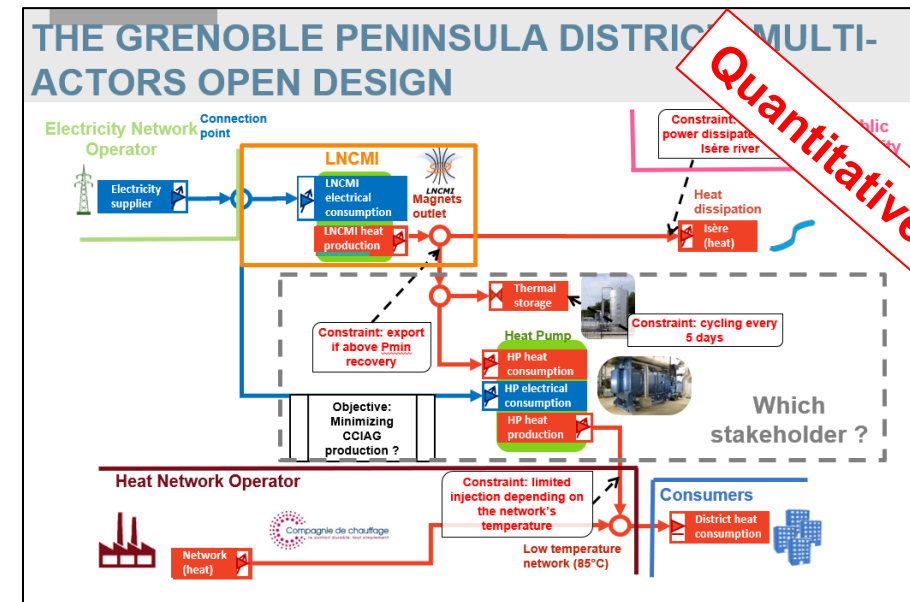 THE GRENOBLE PENINSULA DISTRICT MULTI-
ACTORS OPEN DESIGN
Quantitative
Electricity Network
Operator
Connection
point
LNCMI
Electricity
supplier
LNCMI
electrical
consumption
LNCMI heat
production
LNCMI
Magnets
outlet
Constraint:
power dissipate
Isère river
Heat
dissipation
Isère
(heat)
Thermal
storage
Constraint: export
if above Pmin
recovery
Constraint: cycling every
5 days
Heat Pump
HP heat
consumption
HP electrical
consumption
HP heat
production
Objective:
Minimizing
CCIAG
production ?
Which
stakeholder ?
Heat Network Operator
Constraint: limited
injection depending on
the network's
temperature
Consumers
Compagnie de chauffage
Network
(heat)
Low temperature
network (85°C)
District heat
consumption